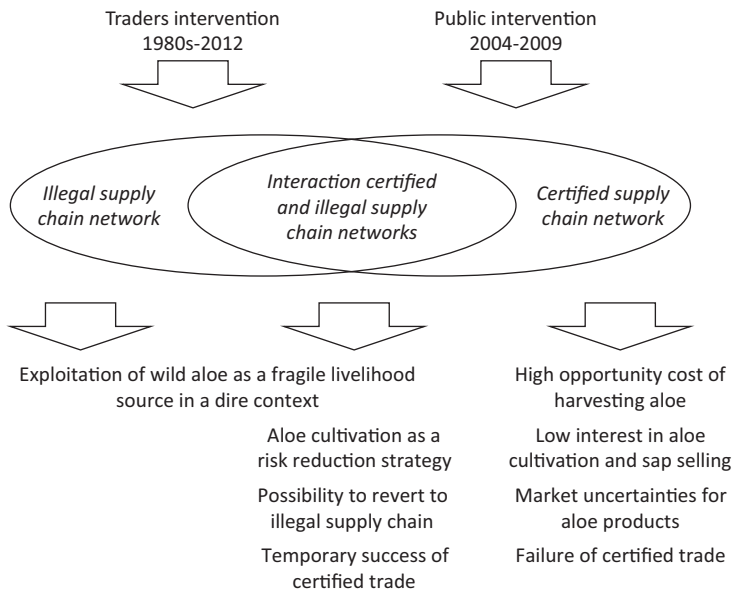 Traders intervention
1980s-2012
Public intervention
2004-2009
Illegal supply
chain network
Interaction certified
and illegal supply
chain networks
Certified supply
chain network
Exploitation of wild aloe as a fragile livelihood
source in a dire context
Aloe cultivation as a
risk reduction strategy
Possibility to revert to
illegal supply chain
Temporary success of
certified trade
High opportunity cost of
harvesting aloe
Low interest in aloe
cultivation and sap selling
Market uncertainties for
aloe products
Failure of certified trade